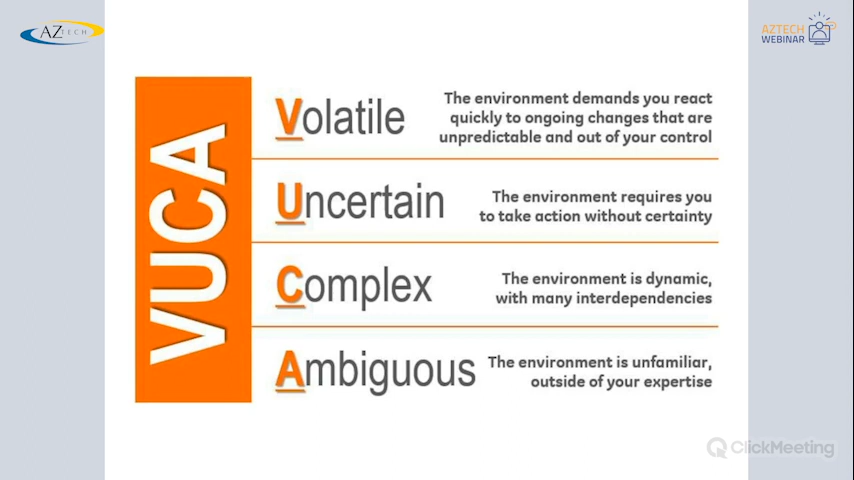 AZTECH
AZTECH
WEBINAR
VUCA
Volatile
The environment demands you react
quickly to ongoing changes that are
unpredictable and out of your control
Uncertain
The environment requires you
to take action without certainty
Complex
The environment is dynamic,
with many interdependencies
Ambiguous
The environment is unfamiliar,
outside of your expertise
ClickMeeting